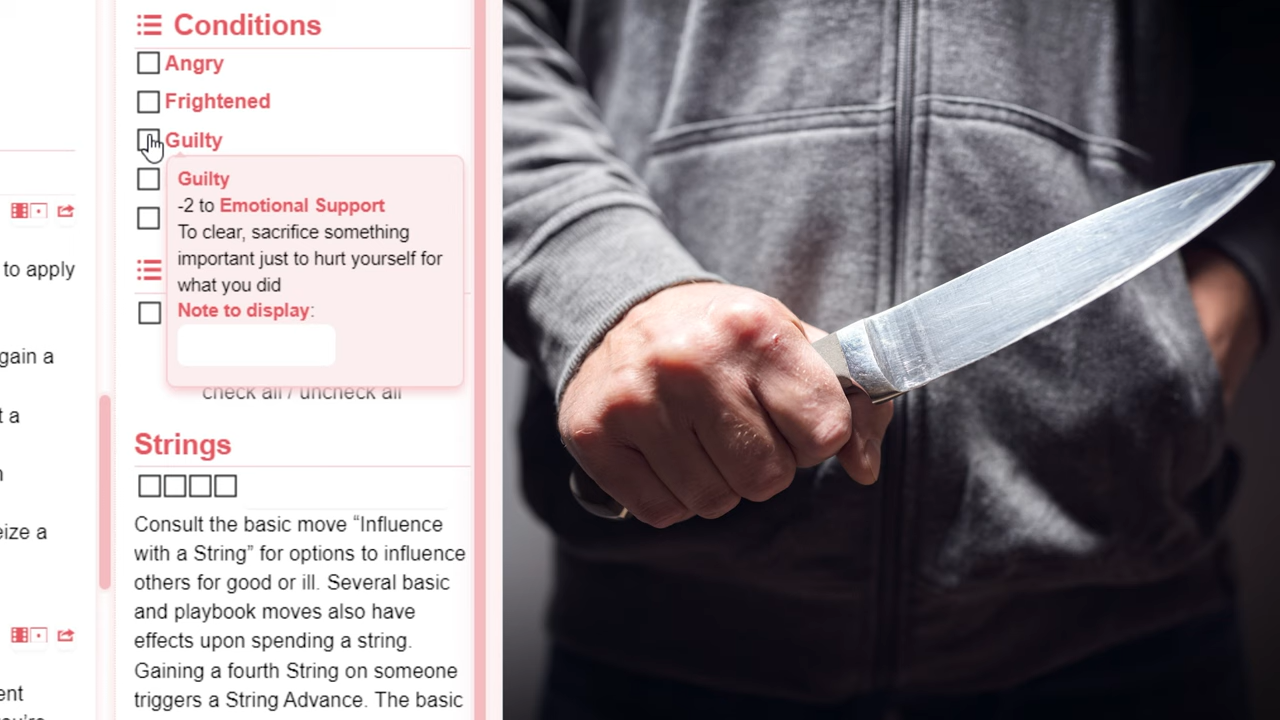 Conditions
Angry
Frightened
Guilty
Guilty
-2 to Emotional Support
To clear, sacrifice something
important just to hurt yourself for
what you did
Note to display:
check all / uncheck all
Strings
Consult the basic move “Influence
with a String” for options to influence
others for good or ill. Several basic
and playbook moves also have
effects upon spending a string.
Gaining a fourth String on someone
triggers a String Advance. The basic
to apply
gain a
t a
eize a
ent